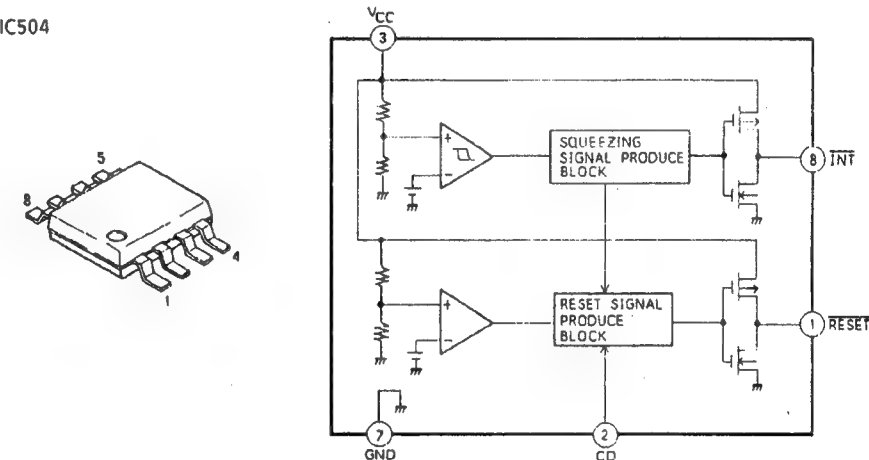 IC504
5
8
4
1
VCC
3
SQUEEZING
SIGNAL PRODUCE
BLOCK
8 INT
RESET SIGNAL
PRODUCE
BLOCK
1 RESET
7
GND
2
CD